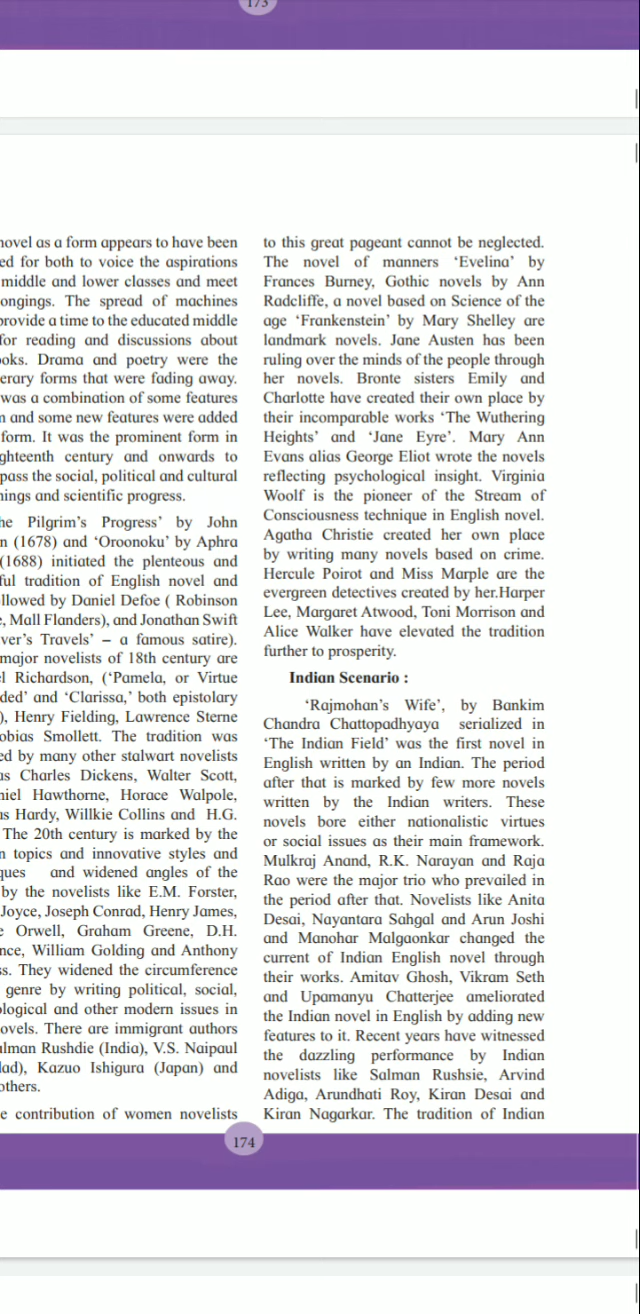 173
novel as a form appears to have been
ed for both to voice the aspirations
middle and lower classes and meet
ongings. The spread of machines
provide a time to the educated middle
for reading and discussions about
ooks. Drama and poetry were the
erary forms that were fading away.
was a combination of some features
n and some new features were added
form. It was the prominent form in
ghteenth century and onwards to
pass the social, political and cultural
nings and scientific progress.
he Pilgrim's Progress' by John
n (1678) and 'Oroonoku' by Aphra
(1688) initiated the plenteous and
ful tradition of English novel and
ollowed by Daniel Defoe ( Robinson
e, Mall Flanders), and Jonathan Swift
ver's Travels' – a famous satire).
major novelists of 18th century are
el Richardson, ('Pamela, or Virtue
ded' and 'Clarissa,' both epistolary
), Henry Fielding, Lawrence Sterne
obias Smollett. The tradition was
ed by many other stalwart novelists
as Charles Dickens, Walter Scott,
niel Hawthorne, Horace Walpole,
as Hardy, Willkie Collins and H.G.
The 20th century is marked by the
n topics and innovative styles and
ques and widened angles of the
by the novelists like E.M. Forster,
Joyce, Joseph Conrad, Henry James,
e Orwell, Graham Greene, D.H.
nce, William Golding and Anthony
ss. They widened the circumference
genre by writing political, social,
ological and other modern issues in
ovels. There are immigrant authors
alman Rushdie (India), V.S. Naipaul
dad), Kazuo Ishigura (Japan) and
others.
e contribution of women novelists
to this great pageant cannot be neglected.
The novel of manners 'Evelina' by
Frances Burney, Gothic novels by Ann
Radcliffe, a novel based on Science of the
age 'Frankenstein' by Mary Shelley are
landmark novels. Jane Austen has been
ruling over the minds of the people through
her novels. Bronte sisters Emily and
Charlotte have created their own place by
their incomparable works 'The Wuthering
Heights' and 'Jane Eyre'. Mary Ann
Evans alias George Eliot wrote the novels
reflecting psychological insight. Virginia
Woolf is the pioneer of the Stream of
Consciousness technique in English novel.
Agatha Christie created her own place
by writing many novels based on crime.
Hercule Poirot and Miss Marple are the
evergreen detectives created by her.Harper
Lee, Margaret Atwood, Toni Morrison and
Alice Walker have elevated the tradition
further to prosperity.
Indian Scenario :
'Rajmohan's Wife', by Bankim
Chandra Chattopadhyaya serialized in
'The Indian Field' was the first novel in
English written by an Indian. The period
after that is marked by few more novels
written by the Indian writers. These
novels bore either nationalistic virtues
or social issues as their main framework.
Mulkraj Anand, R.K. Narayan and Raja
Rao were the major trio who prevailed in
the period after that. Novelists like Anita
Desai, Nayantara Sahgal and Arun Joshi
and Manohar Malgaonkar changed the
current of Indian English novel through
their works. Amitav Ghosh, Vikram Seth
and Upamanyu Chatterjee ameliorated
the Indian novel in English by adding new
features to it. Recent years have witnessed
the dazzling performance by Indian
novelists like Salman Rushsie, Arvind
Adiga, Arundhati Roy, Kiran Desai and
Kiran Nagarkar. The tradition of Indian
174